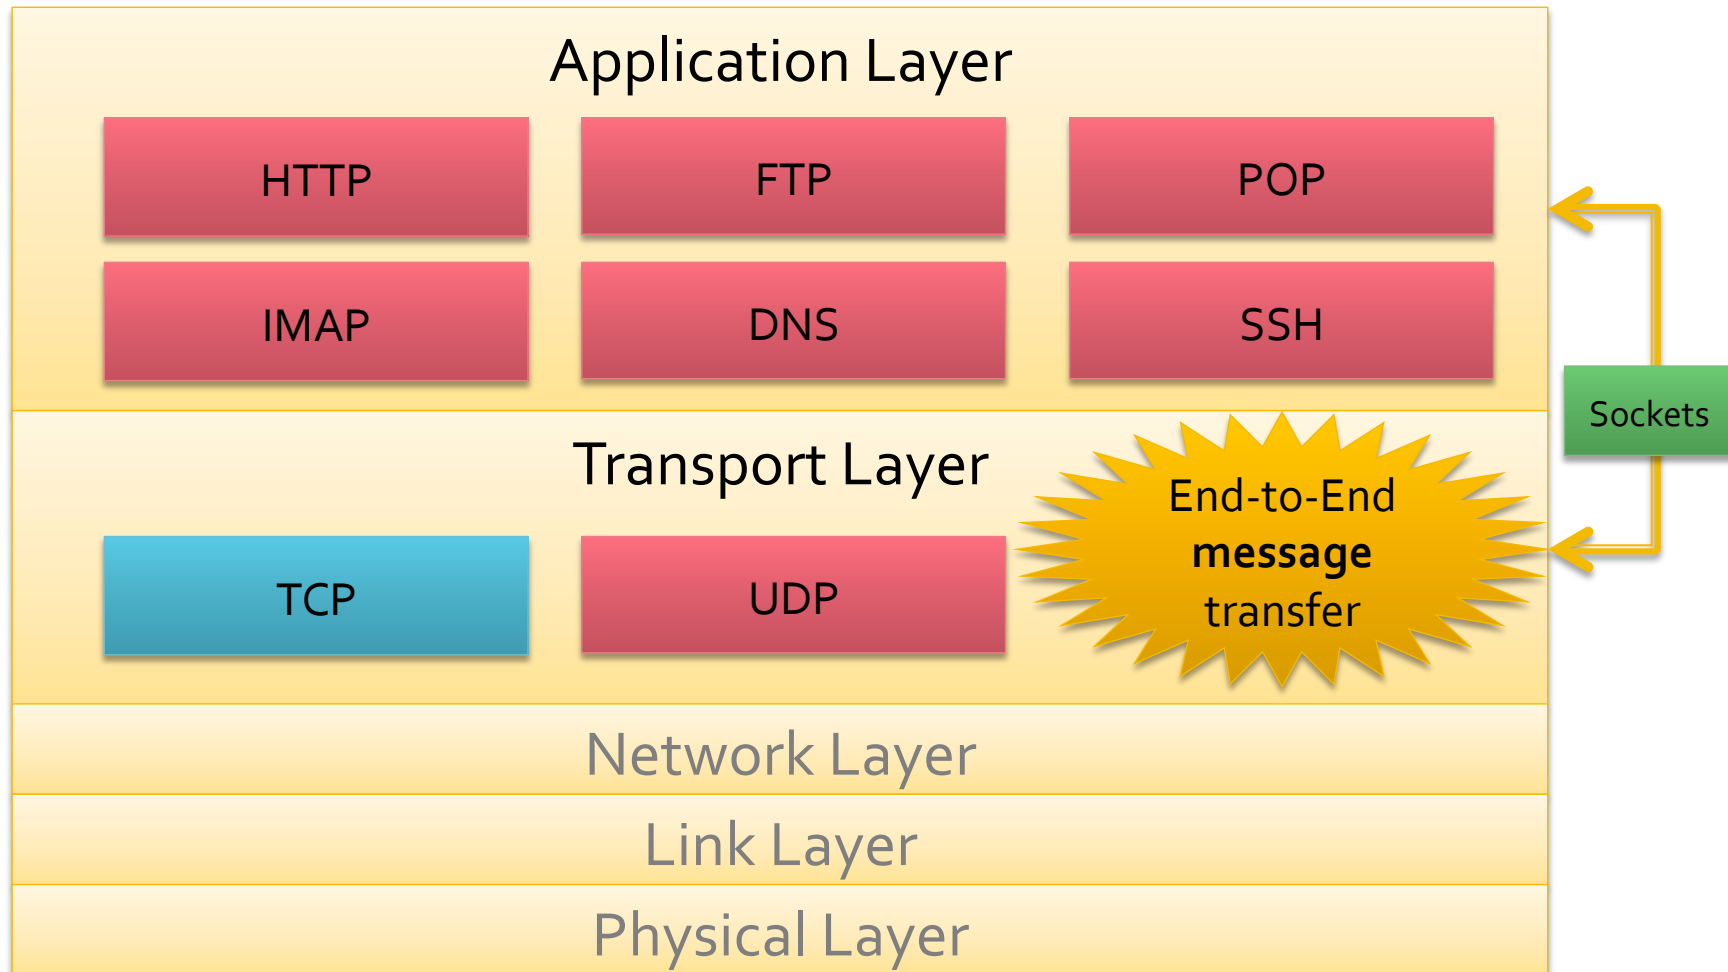 Application Layer
HTTP
FTP
POP
IMAP
DNS
SSH
Sockets
Transport Layer
End-to-End
message
transfer
TCP
UDP
Network Layer
Link Layer
Physical Layer